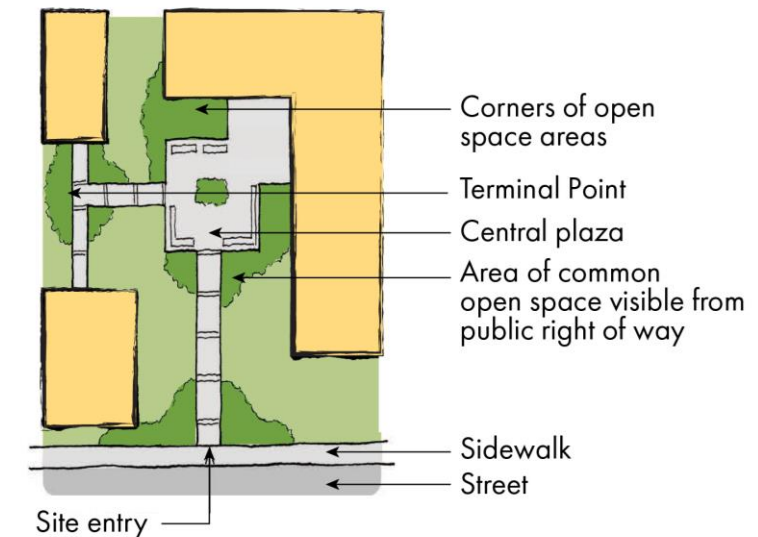 Corners of open
space areas
Terminal Point
Central plaza
Area of common
open space visible from
public right of way
Sidewalk
Street
Site entry